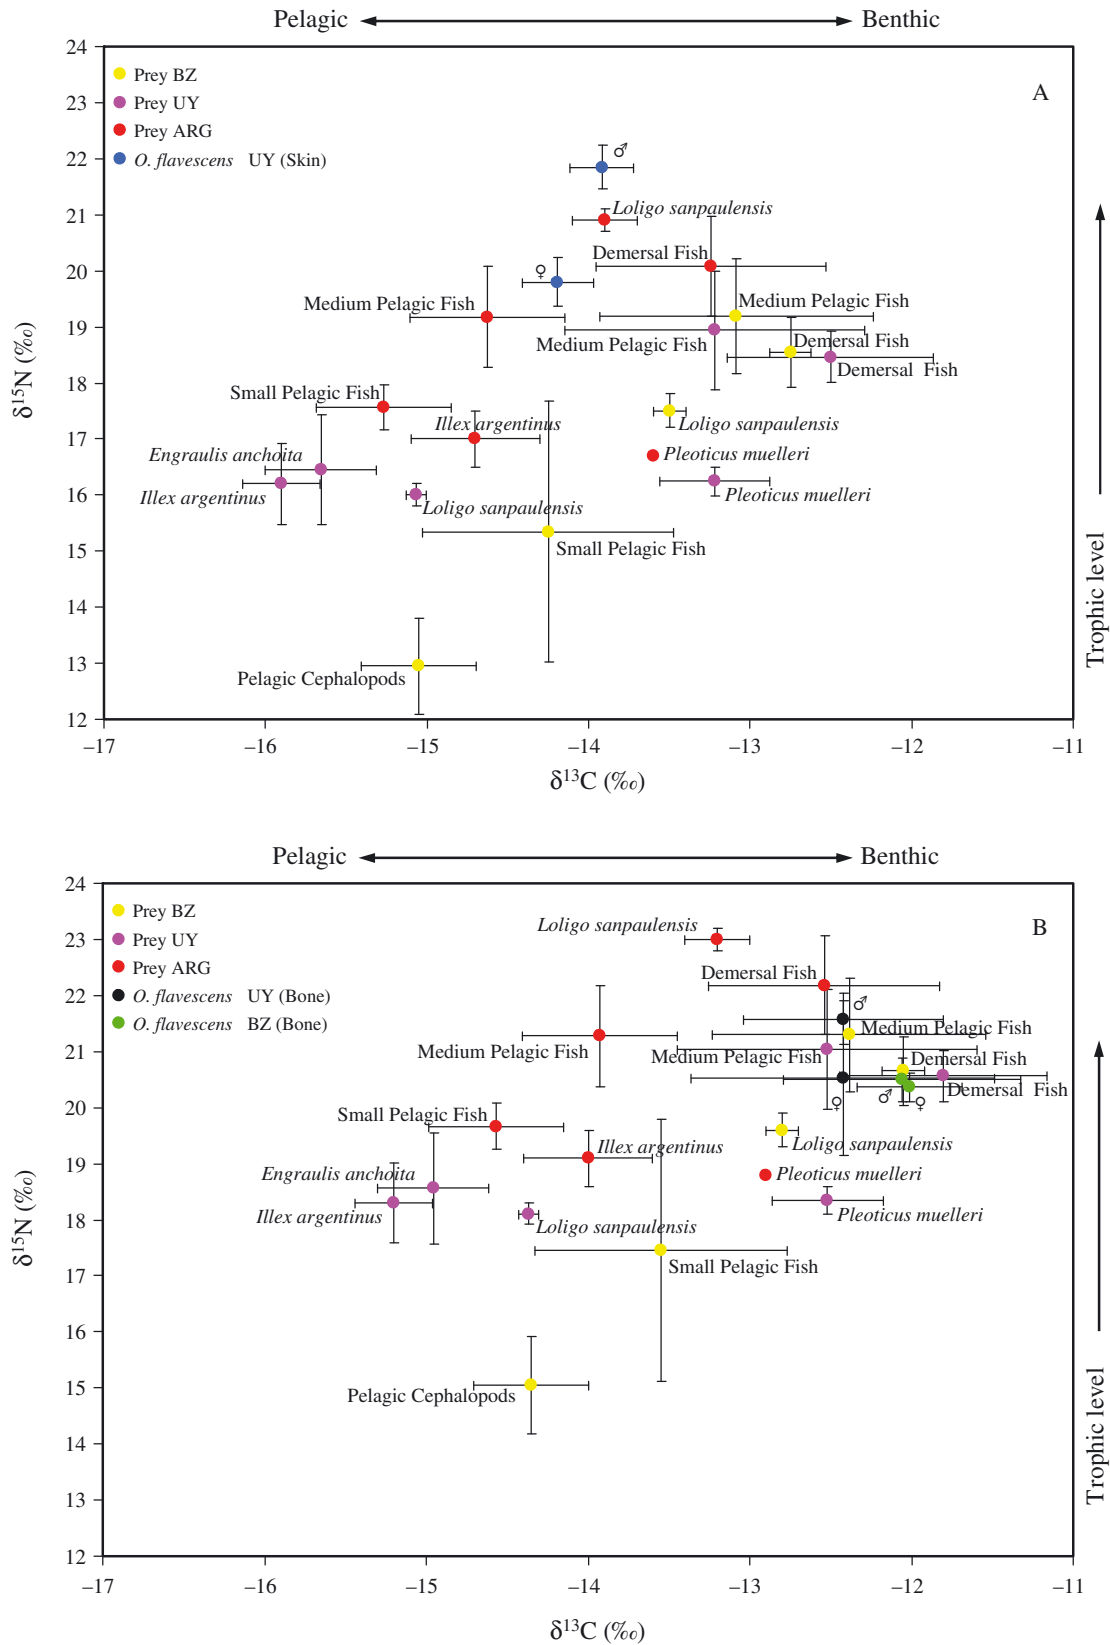 Pelagic Benthic
24
23
22
21
20
19
18
17
16
15
14
13
12
δ15N (‰)
A
Prey BZ
Prey UY
Prey ARG
O. flavescens UY (Skin)
♂
Loligo sanpaulensis
Demersal Fish
♀
Medium Pelagic Fish
Medium Pelagic Fish
Medium Pelagic Fish
Demersal Fish
Demersal Fish
Small Pelagic Fish
Illex argentinus
Loligo sanpaulensis
Engraulis anchoita
Pleoticus muelleri
Illex argentinus
Pleoticus muelleri
Loligo sanpaulensis
Small Pelagic Fish
Pelagic Cephalopods
Trophic level
–17 –16 –15 –14 –13 –12 –11
δ13C (‰)
Pelagic Benthic
24
23
22
21
20
19
18
17
16
15
14
13
12
δ15N (‰)
B
Prey BZ
Prey UY
Prey ARG
O. flavescens UY (Bone)
O. flavescens BZ (Bone)
Loligo sanpaulensis
Demersal Fish
♂
Medium Pelagic Fish
Medium Pelagic Fish
Medium Pelagic Fish
Demersal Fish
Demersal Fish
♀ ♂ ♀
Small Pelagic Fish
Illex argentinus
Loligo sanpaulensis
Engraulis anchoita
Pleoticus muelleri
Illex argentinus
Pleoticus muelleri
Loligo sanpaulensis
Small Pelagic Fish
Pelagic Cephalopods
Trophic level
–17 –16 –15 –14 –13 –12 –11
δ13C (‰)